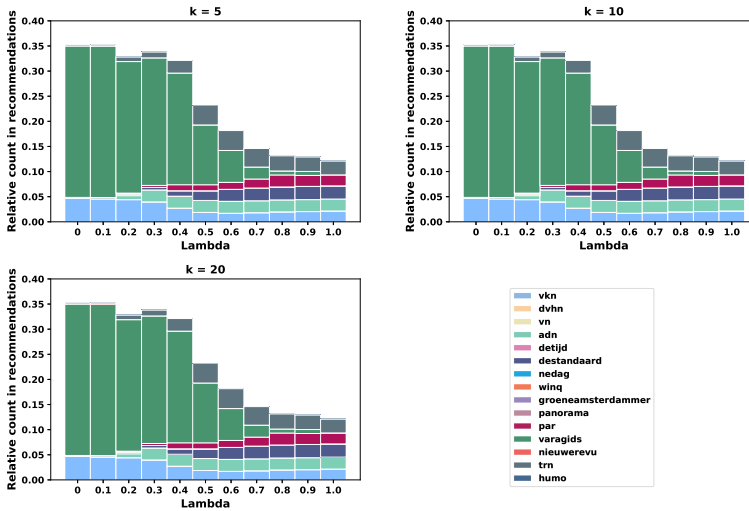 k = 5
Relative count in recommendations
0.40
0.35
0.30
0.25
0.20
0.15
0.10
0.05
0.00
0 0.1 0.2 0.3 0.4 0.5 0.6 0.7 0.8 0.9 1.0
Lambda
k = 10
Relative count in recommendations
0.40
0.35
0.30
0.25
0.20
0.15
0.10
0.05
0.00
0 0.1 0.2 0.3 0.4 0.5 0.6 0.7 0.8 0.9 1.0
Lambda
k = 20
Relative count in recommendations
0.40
0.35
0.30
0.25
0.20
0.15
0.10
0.05
0.00
0 0.1 0.2 0.3 0.4 0.5 0.6 0.7 0.8 0.9 1.0
Lambda
vkn
dvhn
vn
adn
detijd
destandaard
nedag
winq
groeneamsterdammer
panorama
par
varagids
nieuwerevu
trn
humo